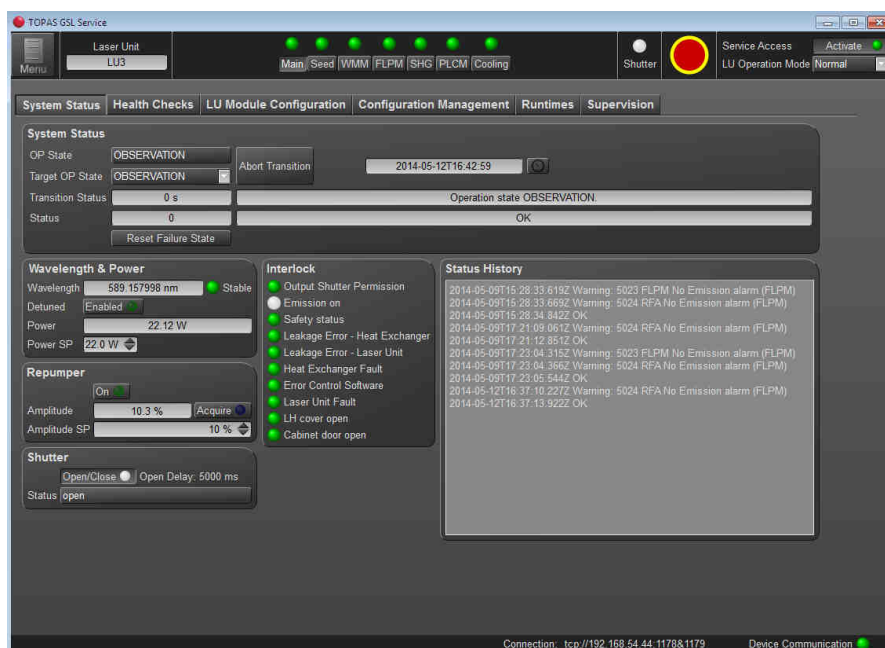 TOPAS GSL Service
Menu
Laser Unit
LU3
Main Seed WMM FLPM SHG PLCM Cooling
Shutter
Service Access Activate
LU Operation Mode Normal
System Status Health Checks LU Module Configuration Configuration Management Runtimes Supervision
System Status
OP State OBSERVATION
Target OP State OBSERVATION
Abort Transition
2014-05-12T16:42:59
Transition Status 0 s Operation state OBSERVATION.
Status 0 OK
Reset Failure State
Wavelength & Power
Wavelength 589.157998 nm Stable
Detuned Enabled
Power 22.12 W
Power SP 22.0 W
Repumper
On
Amplitude 10.3 % Acquire
Amplitude SP 10 %
Shutter
Open/Close Open Delay: 5000 ms
Status open
Interlock
Output Shutter Permission
Emission on
Safety status
Leakage Error - Heat Exchanger
Leakage Error - Laser Unit
Heat Exchanger Fault
Error Control Software
Laser Unit Fault
LH cover open
Cabinet door open
Status History
2014-05-09T15:28:33.619Z Warning: 5023 FLPM No Emission alarm (FLPM)
2014-05-09T15:28:33.669Z Warning: 5024 RFA No Emission alarm (FLPM)
2014-05-09T15:28:34.842Z OK
2014-05-09T17:21:09.061Z Warning: 5024 RFA No Emission alarm (FLPM)
2014-05-09T17:21:12.851Z OK
2014-05-09T17:23:04.315Z Warning: 5023 FLPM No Emission alarm (FLPM)
2014-05-09T17:23:04.366Z Warning: 5024 RFA No Emission alarm (FLPM)
2014-05-09T17:23:05.544Z OK
2014-05-12T16:37:10.227Z Warning: 5024 RFA No Emission alarm (FLPM)
2014-05-12T16:37:13.922Z OK
Connection: tcp://192.168.54.44:1178&1179 Device Communication